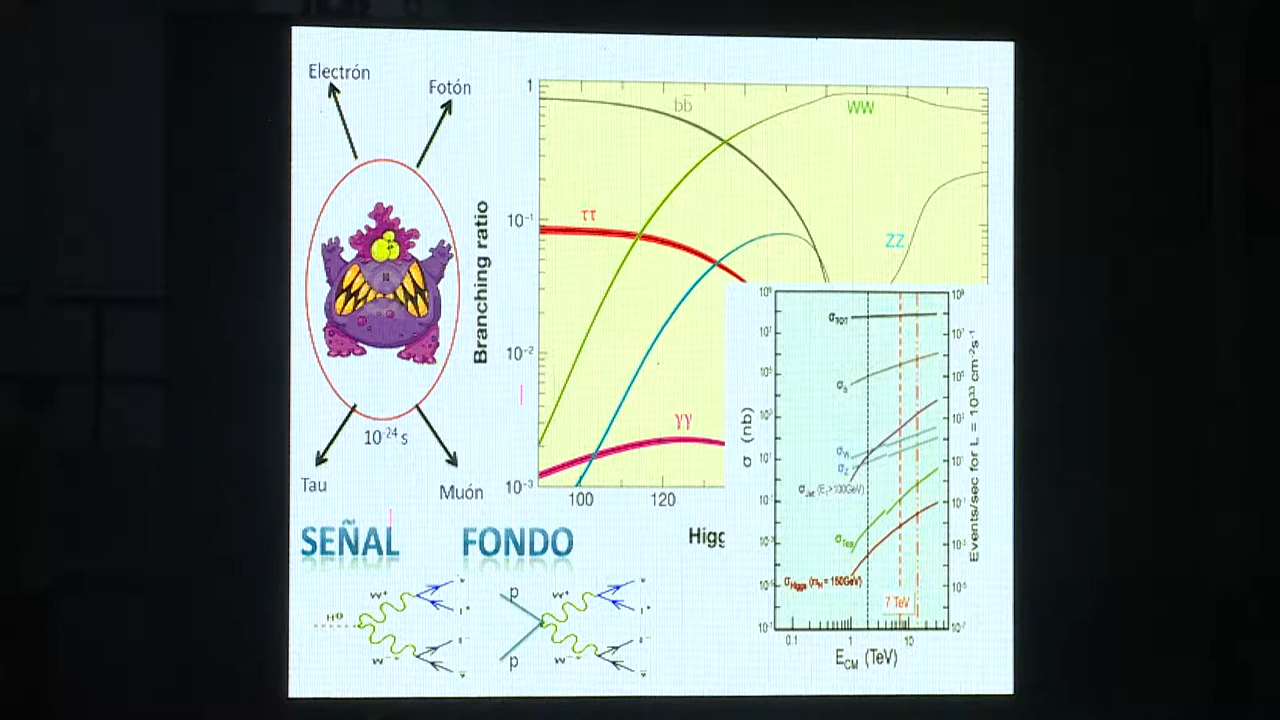 Electrón
Fotón
10⁻²⁴ s
Tau
Muón
SEÑAL
FONDO
Branching ratio
1
10⁻¹
10⁻²
10⁻³
100
120
bb̄
WW
ττ
ZZ
γγ
Higg
σ (nb)
σTOT
σb
σW
σZ
σJet (ET>100GeV)
σTop
σHiggs (mH = 150GeV)
7 TeV
0.1
1
10
ECM (TeV)
Events/sec for L = 10³³ cm⁻²s⁻¹
H⁰
W⁺
W⁻
p
p
W⁺
W⁻